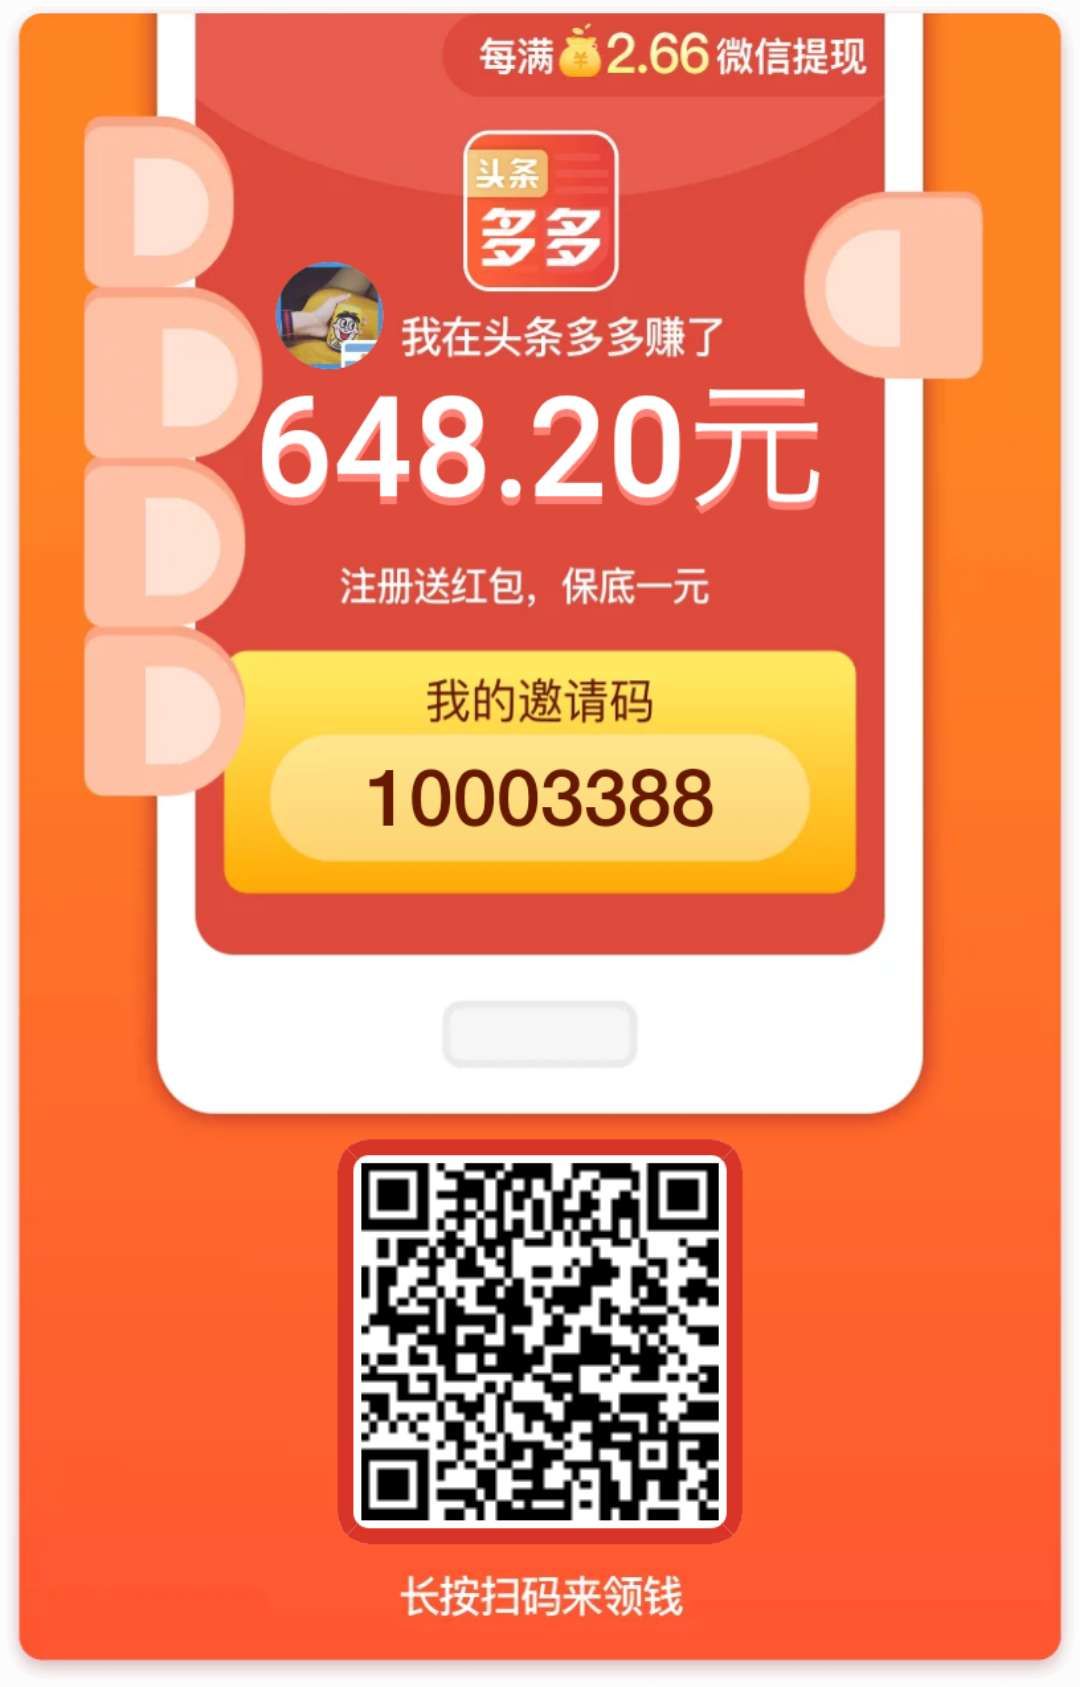 每满2.66微信提现
头条
多多
我在头条多多赚了
648.20元
注册送红包，保底一元
我的邀请码
10003388
长按扫码来领钱